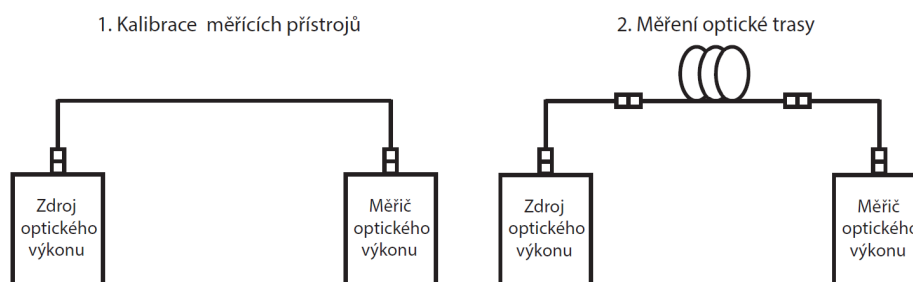 1. Kalibrace  měřících přístrojů
2. Měření optické trasy
Zdroj
optického
výkonu
Měřič
optického
výkonu
Zdroj
optického
výkonu
Měřič
optického
výkonu